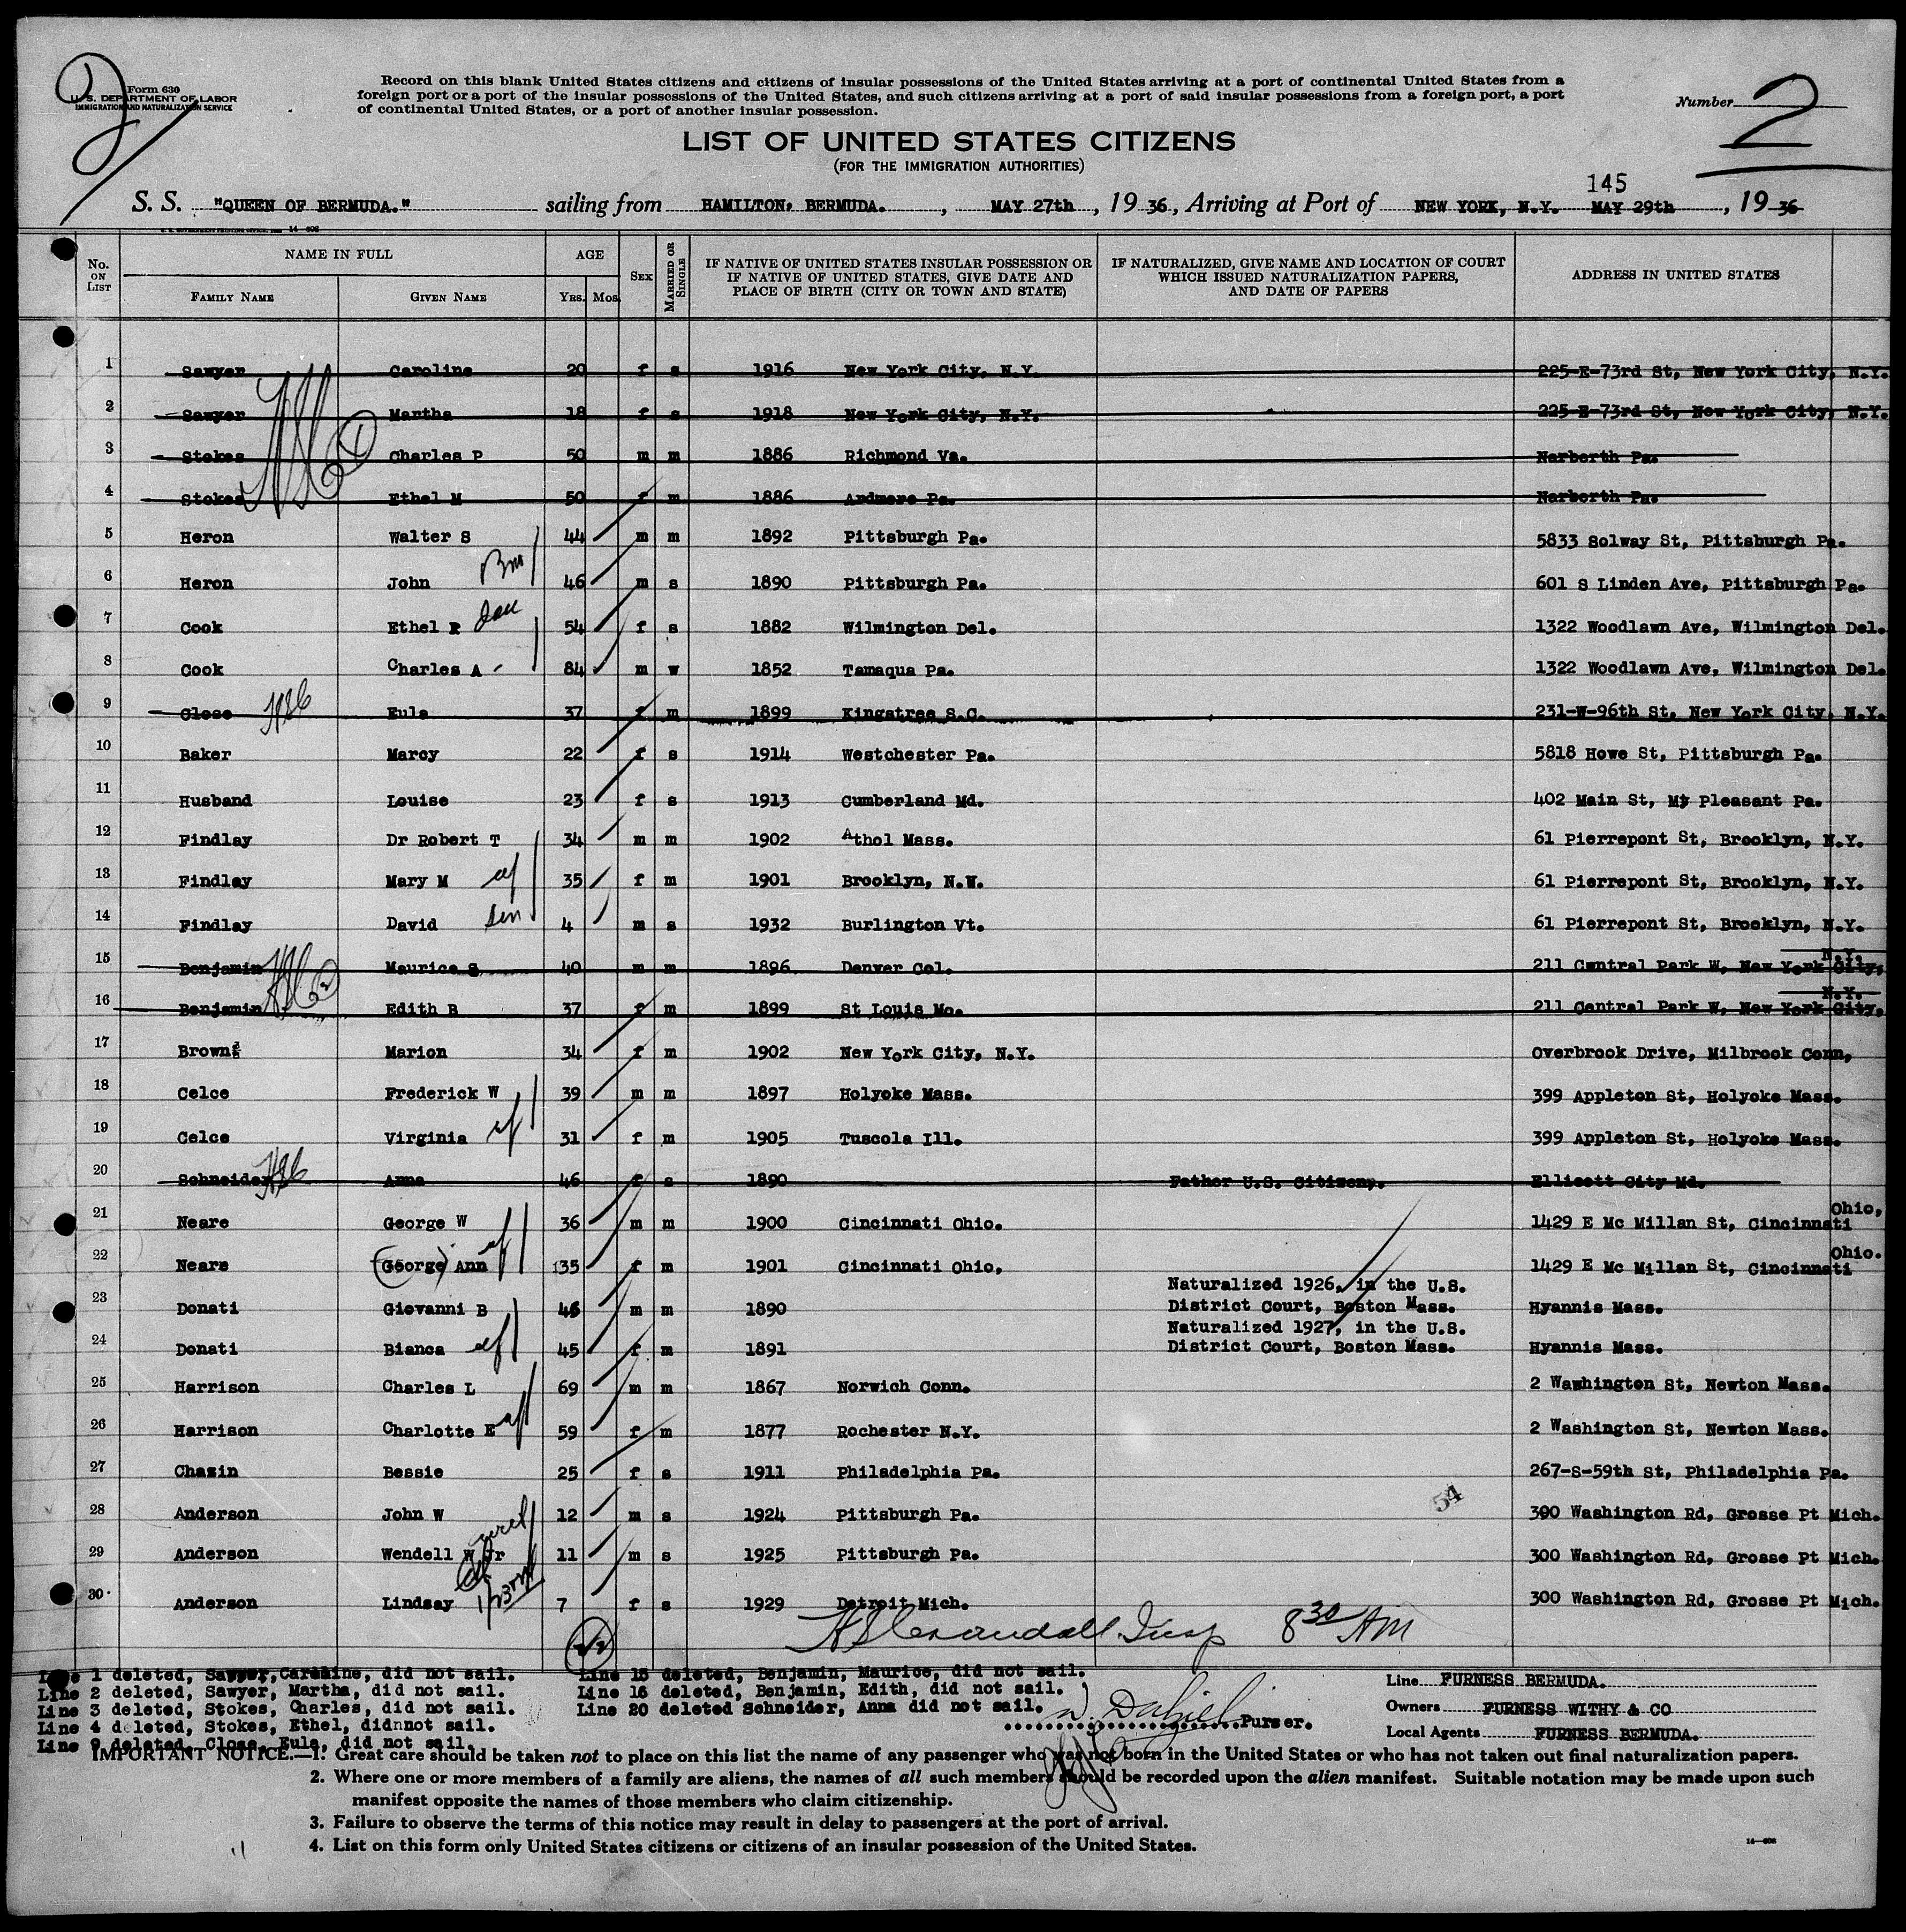 Form 630
U. S. DEPARTMENT OF LABOR
IMMIGRATION AND NATURALIZATION SERVICE
Record on this blank United States citizens and citizens of insular possessions of the United States arriving at a port of continental United States from a
foreign port or a port of the insular possessions of the United States, and such citizens arriving at a port of said insular possessions from a foreign port, a port
of continental United States, or a port of another insular possession.
Number 2
LIST OF UNITED STATES CITIZENS
(FOR THE IMMIGRATION AUTHORITIES)
145
S. S. "QUEEN OF BERMUDA." sailing from HAMILTON, BERMUDA. , MAY 27th , 19 36 , Arriving at Port of NEW YORK, N.Y. MAY 29th , 19 36
No. ON LIST NAME IN FULL FAMILY NAME GIVEN NAME AGE YRS. MOS. SEX MARRIED OR SINGLE IF NATIVE OF UNITED STATES INSULAR POSSESSION OR IF NATIVE OF UNITED STATES, GIVE DATE AND PLACE OF BIRTH (CITY OR TOWN AND STATE) IF NATURALIZED, GIVE NAME AND LOCATION OF COURT WHICH ISSUED NATURALIZATION PAPERS, AND DATE OF PAPERS ADDRESS IN UNITED STATES
1 Sawyer Caroline 20 f s 1916 New York City, N.Y. 225-E-73rd St, New York City, N.Y.
2 Sawyer Martha 18 f s 1918 New York City, N.Y. 225-E-73rd St, New York City, N.Y.
3 Stokes Charles P 50 m m 1886 Richmond Va. Narberth Pa.
4 Stokes Ethel M 50 f m 1886 Ardmore Pa. Narberth Pa.
5 Heron Walter S 44 m m 1892 Pittsburgh Pa. 5833 Solway St, Pittsburgh Pa.
6 Heron John 46 m s 1890 Pittsburgh Pa. 601 S Linden Ave, Pittsburgh Pa.
7 Cook Ethel R dau 54 f s 1882 Wilmington Del. 1322 Woodlawn Ave, Wilmington Del.
8 Cook Charles A 84 m w 1852 Tamaqua Pa. 1322 Woodlawn Ave, Wilmington Del.
9 Close Eula 37 f m 1899 Kingstree S.C. 231-W-96th St, New York City, N.Y.
10 Baker Marcy 22 f s 1914 Westchester Pa. 5818 Howe St, Pittsburgh Pa.
11 Husband Louise 23 f s 1913 Cumberland Md. 402 Main St, Mt Pleasant Pa.
12 Findlay Dr Robert T 34 m m 1902 Athol Mass. 61 Pierrepont St, Brooklyn, N.Y.
13 Findlay Mary M 35 f m 1901 Brooklyn, N.W. 61 Pierrepont St, Brooklyn, N.Y.
14 Findlay David son 4 m s 1932 Burlington Vt. 61 Pierrepont St, Brooklyn, N.Y.
15 Benjamin Maurice S 40 m m 1896 Denver Col. 211 Central Park W, New York City, N.Y.
16 Benjamin Edith B 37 f m 1899 St Louis Mo. 211 Central Park W, New York City, N.Y.
17 Browne Marion 34 f m 1902 New York City, N.Y. Overbrook Drive, Milbrook Conn,
18 Celce Frederick W 39 m m 1897 Holyoke Mass. 399 Appleton St, Holyoke Mass.
19 Celce Virginia 31 f m 1905 Tuscola Ill. 399 Appleton St, Holyoke Mass.
20 Schneider Anna 46 f s 1890 Father U.S. Citizen. Ellicott City Md.
21 Neare George W 36 m m 1900 Cincinnati Ohio. 1429 E Mc Millan St, Cincinnati Ohio,
22 Neare (George) Ann 35 f m 1901 Cincinnati Ohio, 1429 E Mc Millan St, Cincinnati Ohio.
23 Donati Giovanni B 46 m m 1890 Naturalized 1926, in the U.S. District Court, Boston Mass. Hyannis Mass.
24 Donati Bianca 45 f m 1891 Naturalized 1927, in the U.S. District Court, Boston Mass. Hyannis Mass.
25 Harrison Charles L 69 m m 1867 Norwich Conn. 2 Washington St, Newton Mass.
26 Harrison Charlotte E 59 f m 1877 Rochester N.Y. 2 Washington St, Newton Mass.
27 Chazin Bessie 25 f s 1911 Philadelphia Pa. 267-S-59th St, Philadelphia Pa.
28 Anderson John W 12 m s 1924 Pittsburgh Pa. 54 300 Washington Rd, Grosse Pt Mich.
29 Anderson Wendell W Jr 11 m s 1925 Pittsburgh Pa. 300 Washington Rd, Grosse Pt Mich.
30 Anderson Lindsay 7 f s 1929 Detroit Mich. 300 Washington Rd, Grosse Pt Mich.
22 Insp 8 30 AM
Line 1 deleted, Sawyer, Caroline, did not sail.
Line 2 deleted, Sawyer, Martha, did not sail.
Line 3 deleted, Stokes, Charles, did not sail.
Line 4 deleted, Stokes, Ethel, didnnot sail.
Line 9 deleted, Close, Eula, did not sail.
Line 15 deleted, Benjamin, Maurice, did not sail.
Line 16 deleted, Benjamin, Edith, did not sail.
Line 20 deleted Schneider, Anna did not sail.
Purser.
Line FURNESS BERMUDA.
Owners FURNESS WITHY & CO
Local Agents FURNESS BERMUDA.
IMPORTANT NOTICE.—1. Great care should be taken not to place on this list the name of any passenger who was not born in the United States or who has not taken out final naturalization papers.
2. Where one or more members of a family are aliens, the names of all such members should be recorded upon the alien manifest. Suitable notation may be made upon such
manifest opposite the names of those members who claim citizenship.
3. Failure to observe the terms of this notice may result in delay to passengers at the port of arrival.
4. List on this form only United States citizens or citizens of an insular possession of the United States.